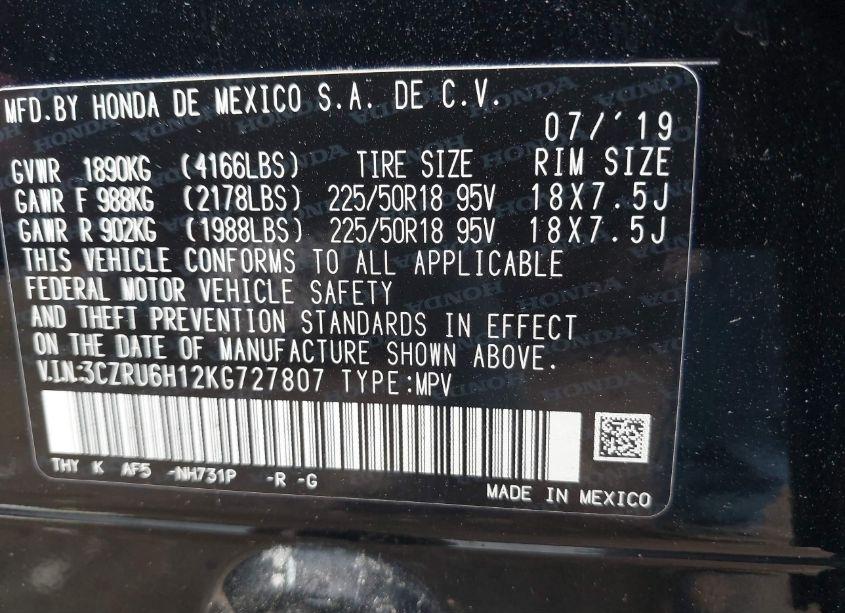 MFD.BY HONDA DE MEXICO S.A. DE C.V.
07/'19
GVWR 1890KG (4166LBS) TIRE SIZE RIM SIZE
GAWR F 988KG (2178LBS) 225/50R18 95V 18X7.5J
GAWR R 902KG (1988LBS) 225/50R18 95V 18X7.5J
THIS VEHICLE CONFORMS TO ALL APPLICABLE
FEDERAL MOTOR VEHICLE SAFETY
AND THEFT PREVENTION STANDARDS IN EFFECT
ON THE DATE OF MANUFACTURE SHOWN ABOVE.
V.I.N:3CZRU6H12KG727807 TYPE:MPV
THY K AF5 -NH731P -R -G
MADE IN MEXICO